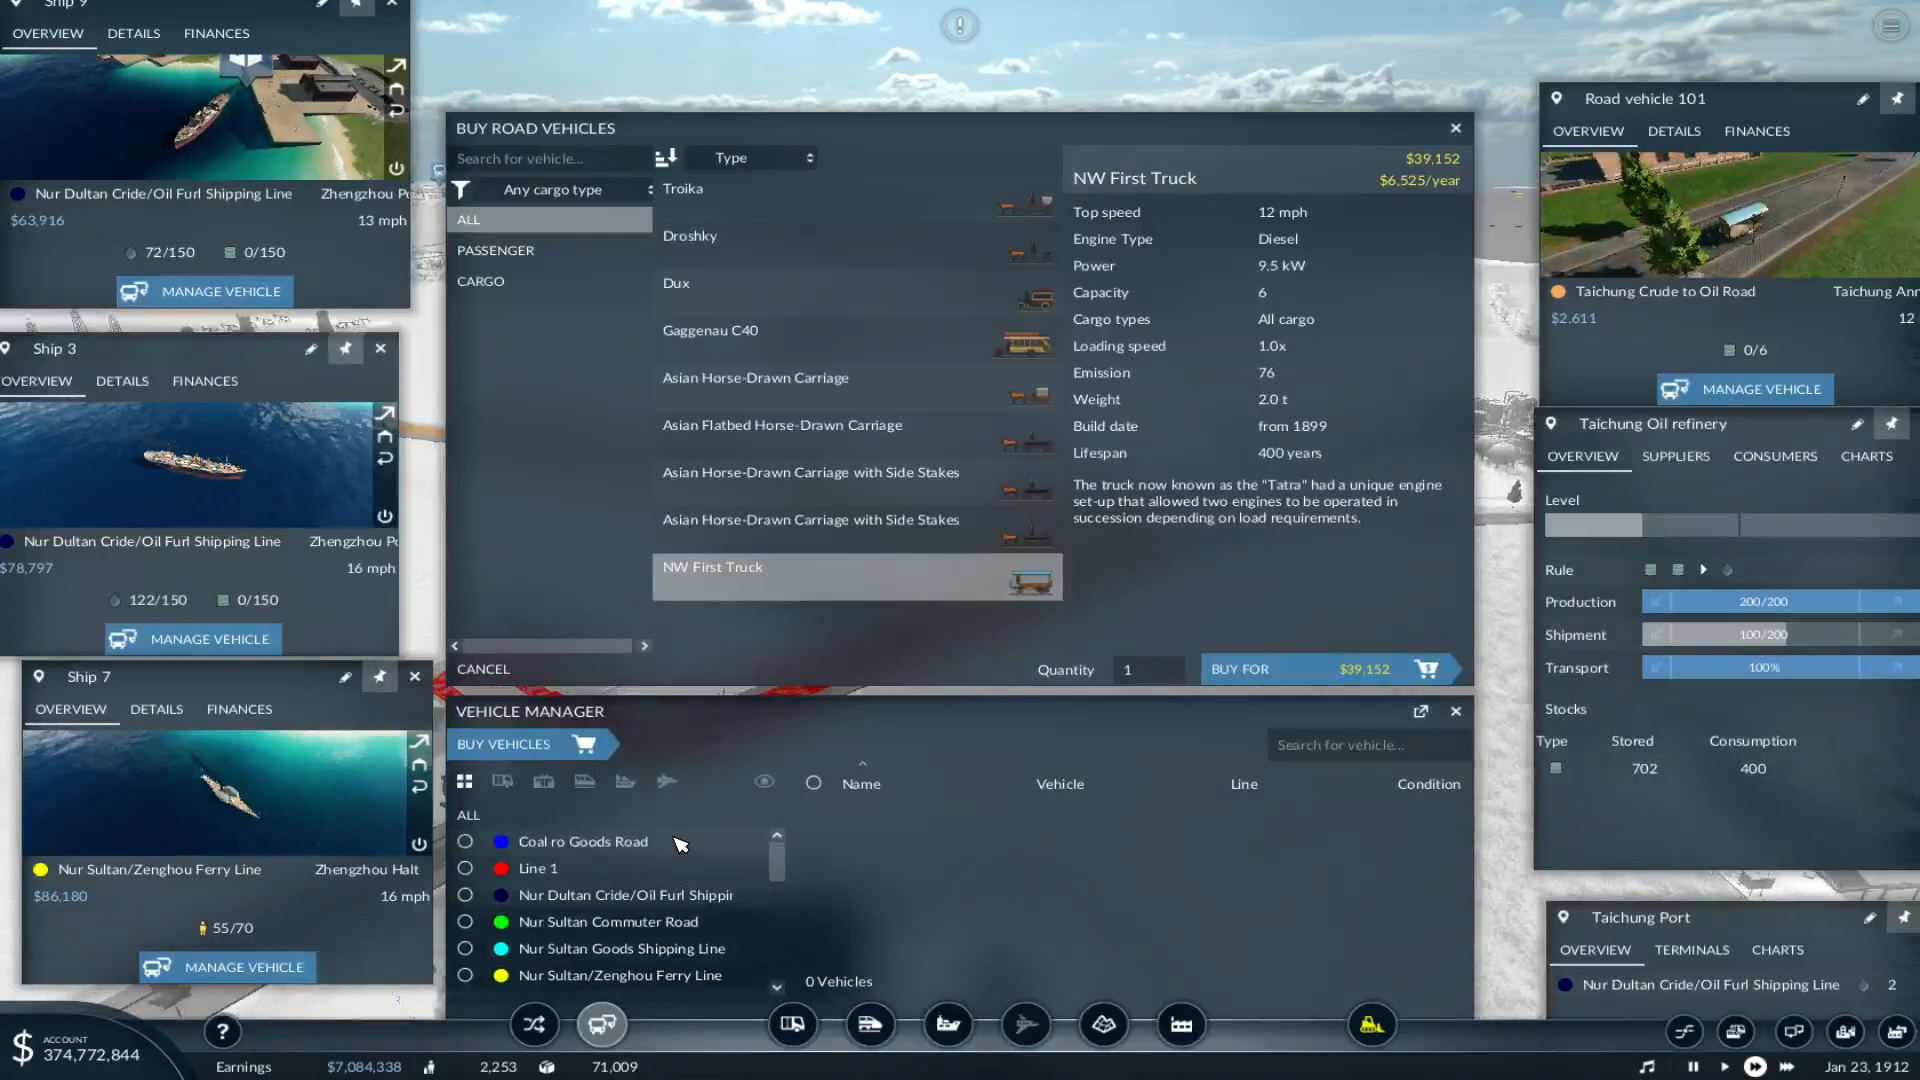 Ship 9
OVERVIEW DETAILS FINANCES
Nur Dultan Cride/Oil Furl Shipping Line Zhengzhou Po
$63,916 13 mph
72/150 0/150
MANAGE VEHICLE
Ship 3
OVERVIEW DETAILS FINANCES
Nur Dultan Cride/Oil Furl Shipping Line Zhengzhou Po
$78,797 16 mph
122/150 0/150
MANAGE VEHICLE
Ship 7
OVERVIEW DETAILS FINANCES
Nur Sultan/Zenghou Ferry Line Zhengzhou Halt
$86,180 16 mph
55/70
MANAGE VEHICLE
BUY ROAD VEHICLES
Search for vehicle...
Type
Any cargo type
ALL
PASSENGER
CARGO
Troika
Droshky
Dux
Gaggenau C40
Asian Horse-Drawn Carriage
Asian Flatbed Horse-Drawn Carriage
Asian Horse-Drawn Carriage with Side Stakes
Asian Horse-Drawn Carriage with Side Stakes
NW First Truck
$39,152
NW First Truck
$6,525/year
Top speed 12 mph
Engine Type Diesel
Power 9.5 kW
Capacity 6
Cargo types All cargo
Loading speed 1.0x
Emission 76
Weight 2.0 t
Build date from 1899
Lifespan 400 years
The truck now known as the "Tatra" had a unique engine
set-up that allowed two engines to be operated in
succession depending on load requirements.
CANCEL
Quantity 1
BUY FOR $39,152
VEHICLE MANAGER
BUY VEHICLES
Search for vehicle...
Name Vehicle Line Condition
ALL
Coal ro Goods Road
Line 1
Nur Dultan Cride/Oil Furl Shippir
Nur Sultan Commuter Road
Nur Sultan Goods Shipping Line
Nur Sultan/Zenghou Ferry Line
0 Vehicles
Road vehicle 101
OVERVIEW DETAILS FINANCES
Taichung Crude to Oil Road Taichung Ann
$2.611 12
0/6
MANAGE VEHICLE
Taichung Oil refinery
OVERVIEW SUPPLIERS CONSUMERS CHARTS
Level
Rule
Production 200/200
Shipment 100/200
Transport 100%
Stocks
Type Stored Consumption
702 400
Taichung Port
OVERVIEW TERMINALS CHARTS
Nur Dultan Cride/Oil Furl Shipping Line 2
$ ACCOUNT
374,772,844
?
Earnings $7,084,338 2,253 71,009
Jan 23, 1912